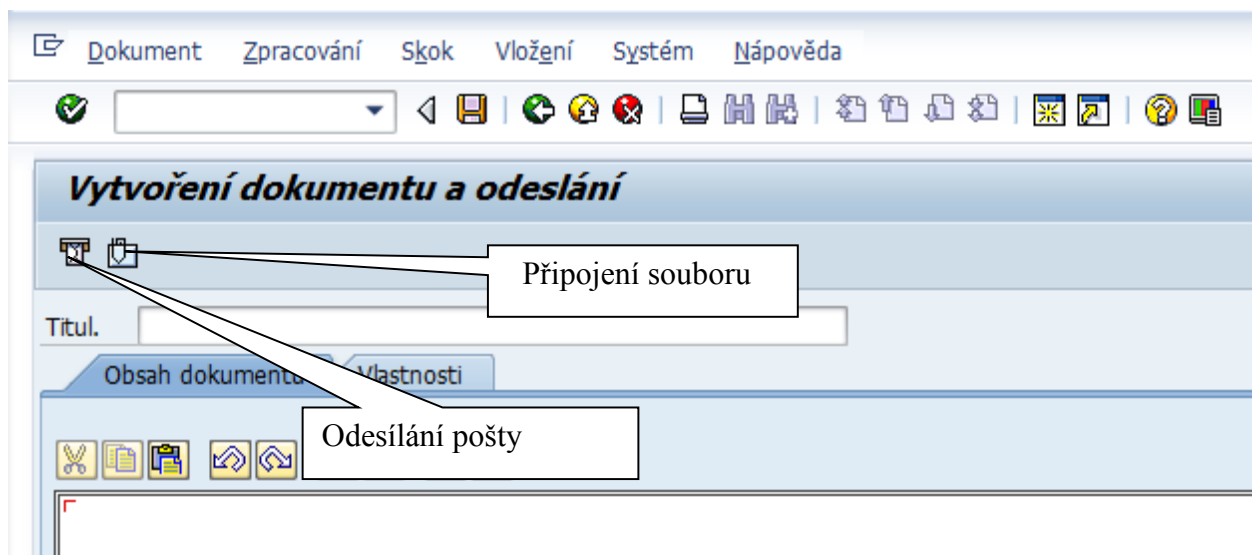 Dokument Zpracování Skok Vložení Systém Nápověda
Vytvoření dokumentu a odeslání
Připojení souboru
Titul.
Obsah dokumentu Vlastnosti
Odesílání pošty